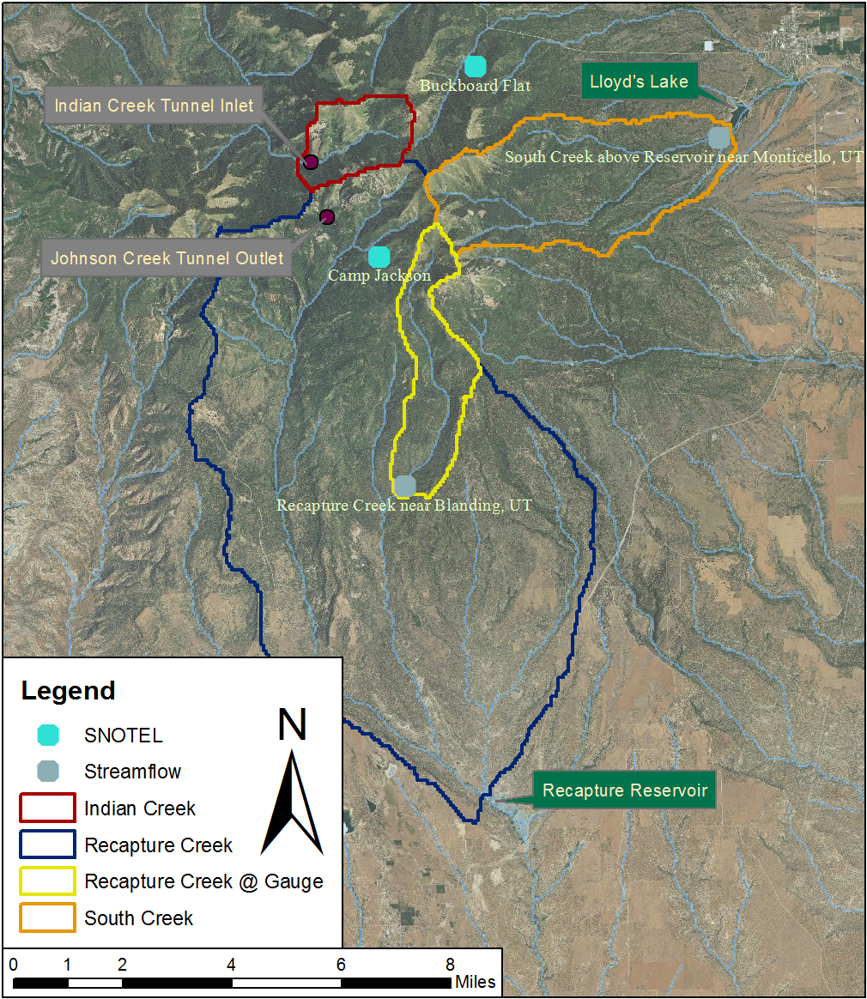 Buckboard Flat
Lloyd's Lake
Indian Creek Tunnel Inlet
South Creek above Reservoir near Monticello, UT
Johnson Creek Tunnel Outlet
Camp Jackson
Recapture Creek near Blanding, UT
Recapture Reservoir
Legend
N
SNOTEL
Streamflow
Indian Creek
Recapture Creek
Recapture Creek @ Gauge
South Creek
0 1 2 4 6 8
Miles